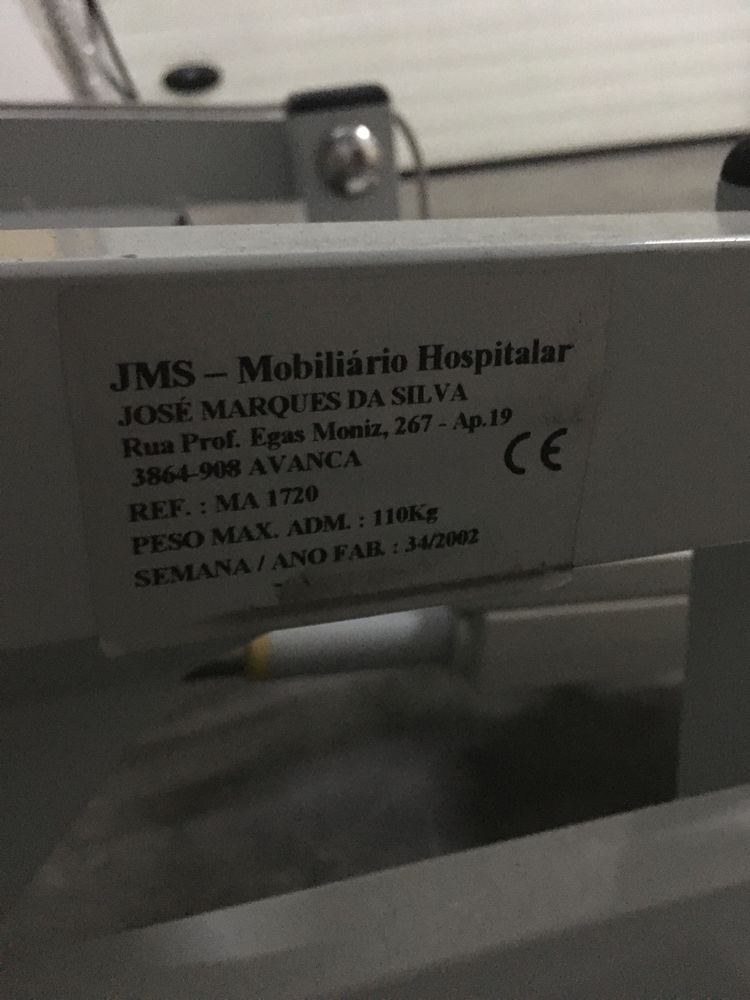 JMS – Mobiliário Hospitalar
JOSÉ MARQUES DA SILVA
Rua Prof. Egas Moniz, 267 - Ap.19
3864-908 AVANCA
CE
REF. : MA 1720
PESO MAX. ADM. : 110Kg
SEMANA / ANO FAB. : 34/2002